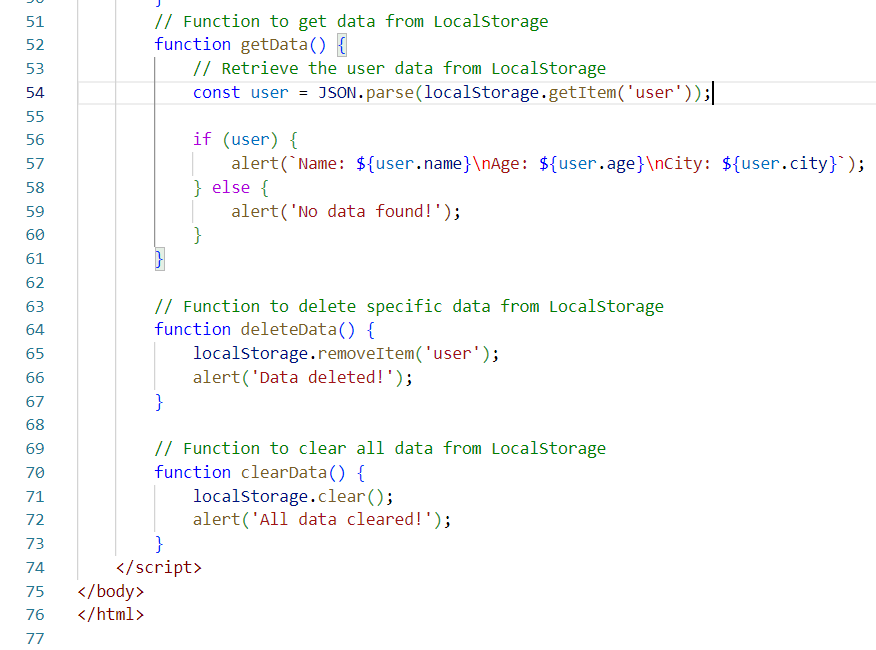 51 // Function to get data from LocalStorage
52 function getData() {
53 // Retrieve the user data from LocalStorage
54 const user = JSON.parse(localStorage.getItem('user'));
55
56 if (user) {
57 alert(`Name: ${user.name}\nAge: ${user.age}\nCity: ${user.city}`);
58 } else {
59 alert('No data found!');
60 }
61 }
62
63 // Function to delete specific data from LocalStorage
64 function deleteData() {
65 localStorage.removeItem('user');
66 alert('Data deleted!');
67 }
68
69 // Function to clear all data from LocalStorage
70 function clearData() {
71 localStorage.clear();
72 alert('All data cleared!');
73 }
74 </script>
75 </body>
76 </html>
77